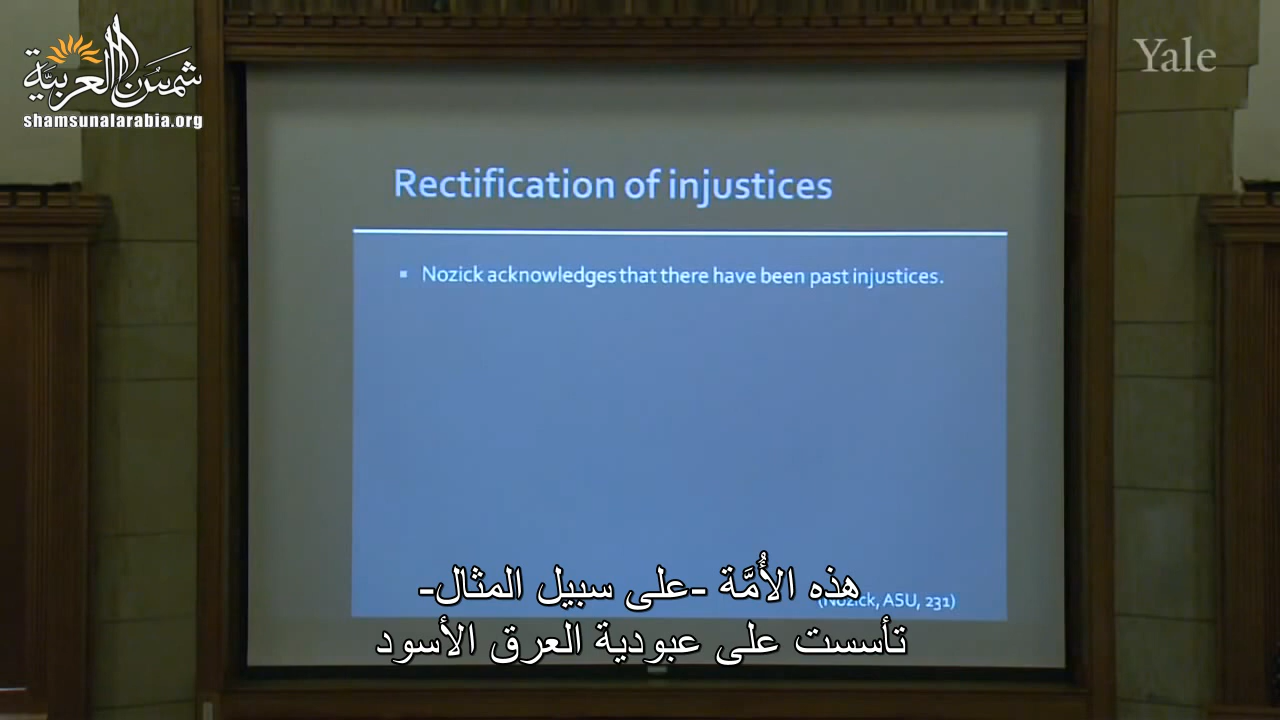 شمس العربية
shamsunalarabia.org
Yale
Rectification of injustices
▪ Nozick acknowledges that there have been past injustices.
(Nozick, ASU, 231)
هذه الأُمَّة -على سبيل المثال-
تأسست على عبودية العرق الأسود